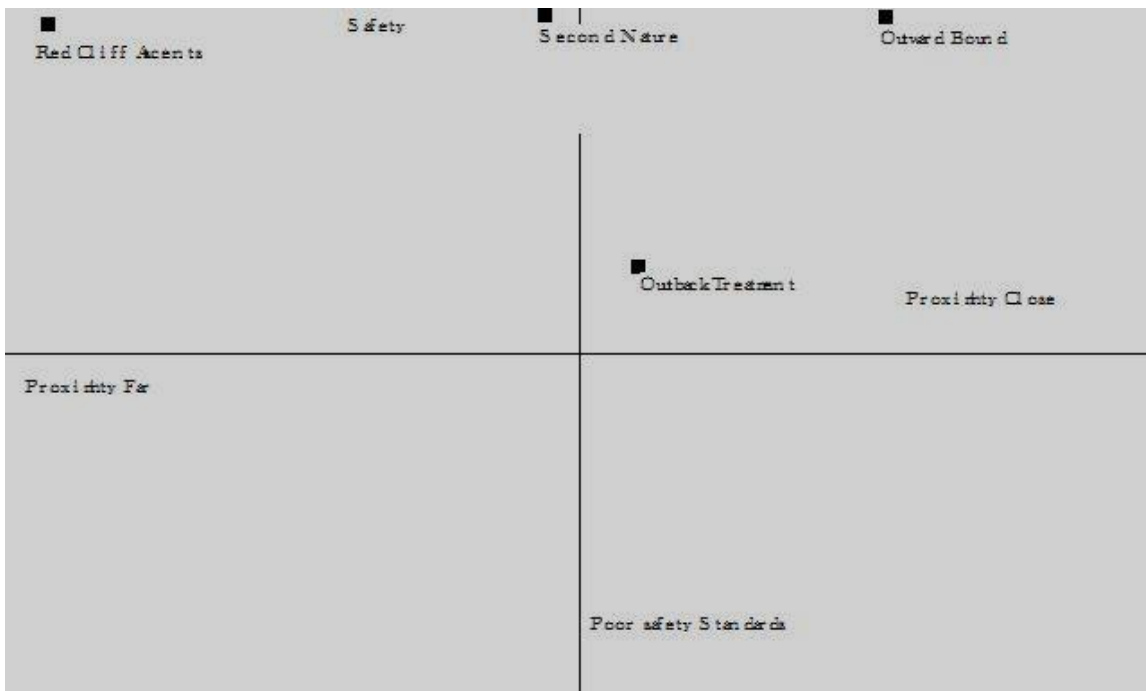 Safety
Red Cliff Ascents
Second Nature
Outward Bound
Outback Treatment
Proximity Close
Proximity Far
Poor safety Standards